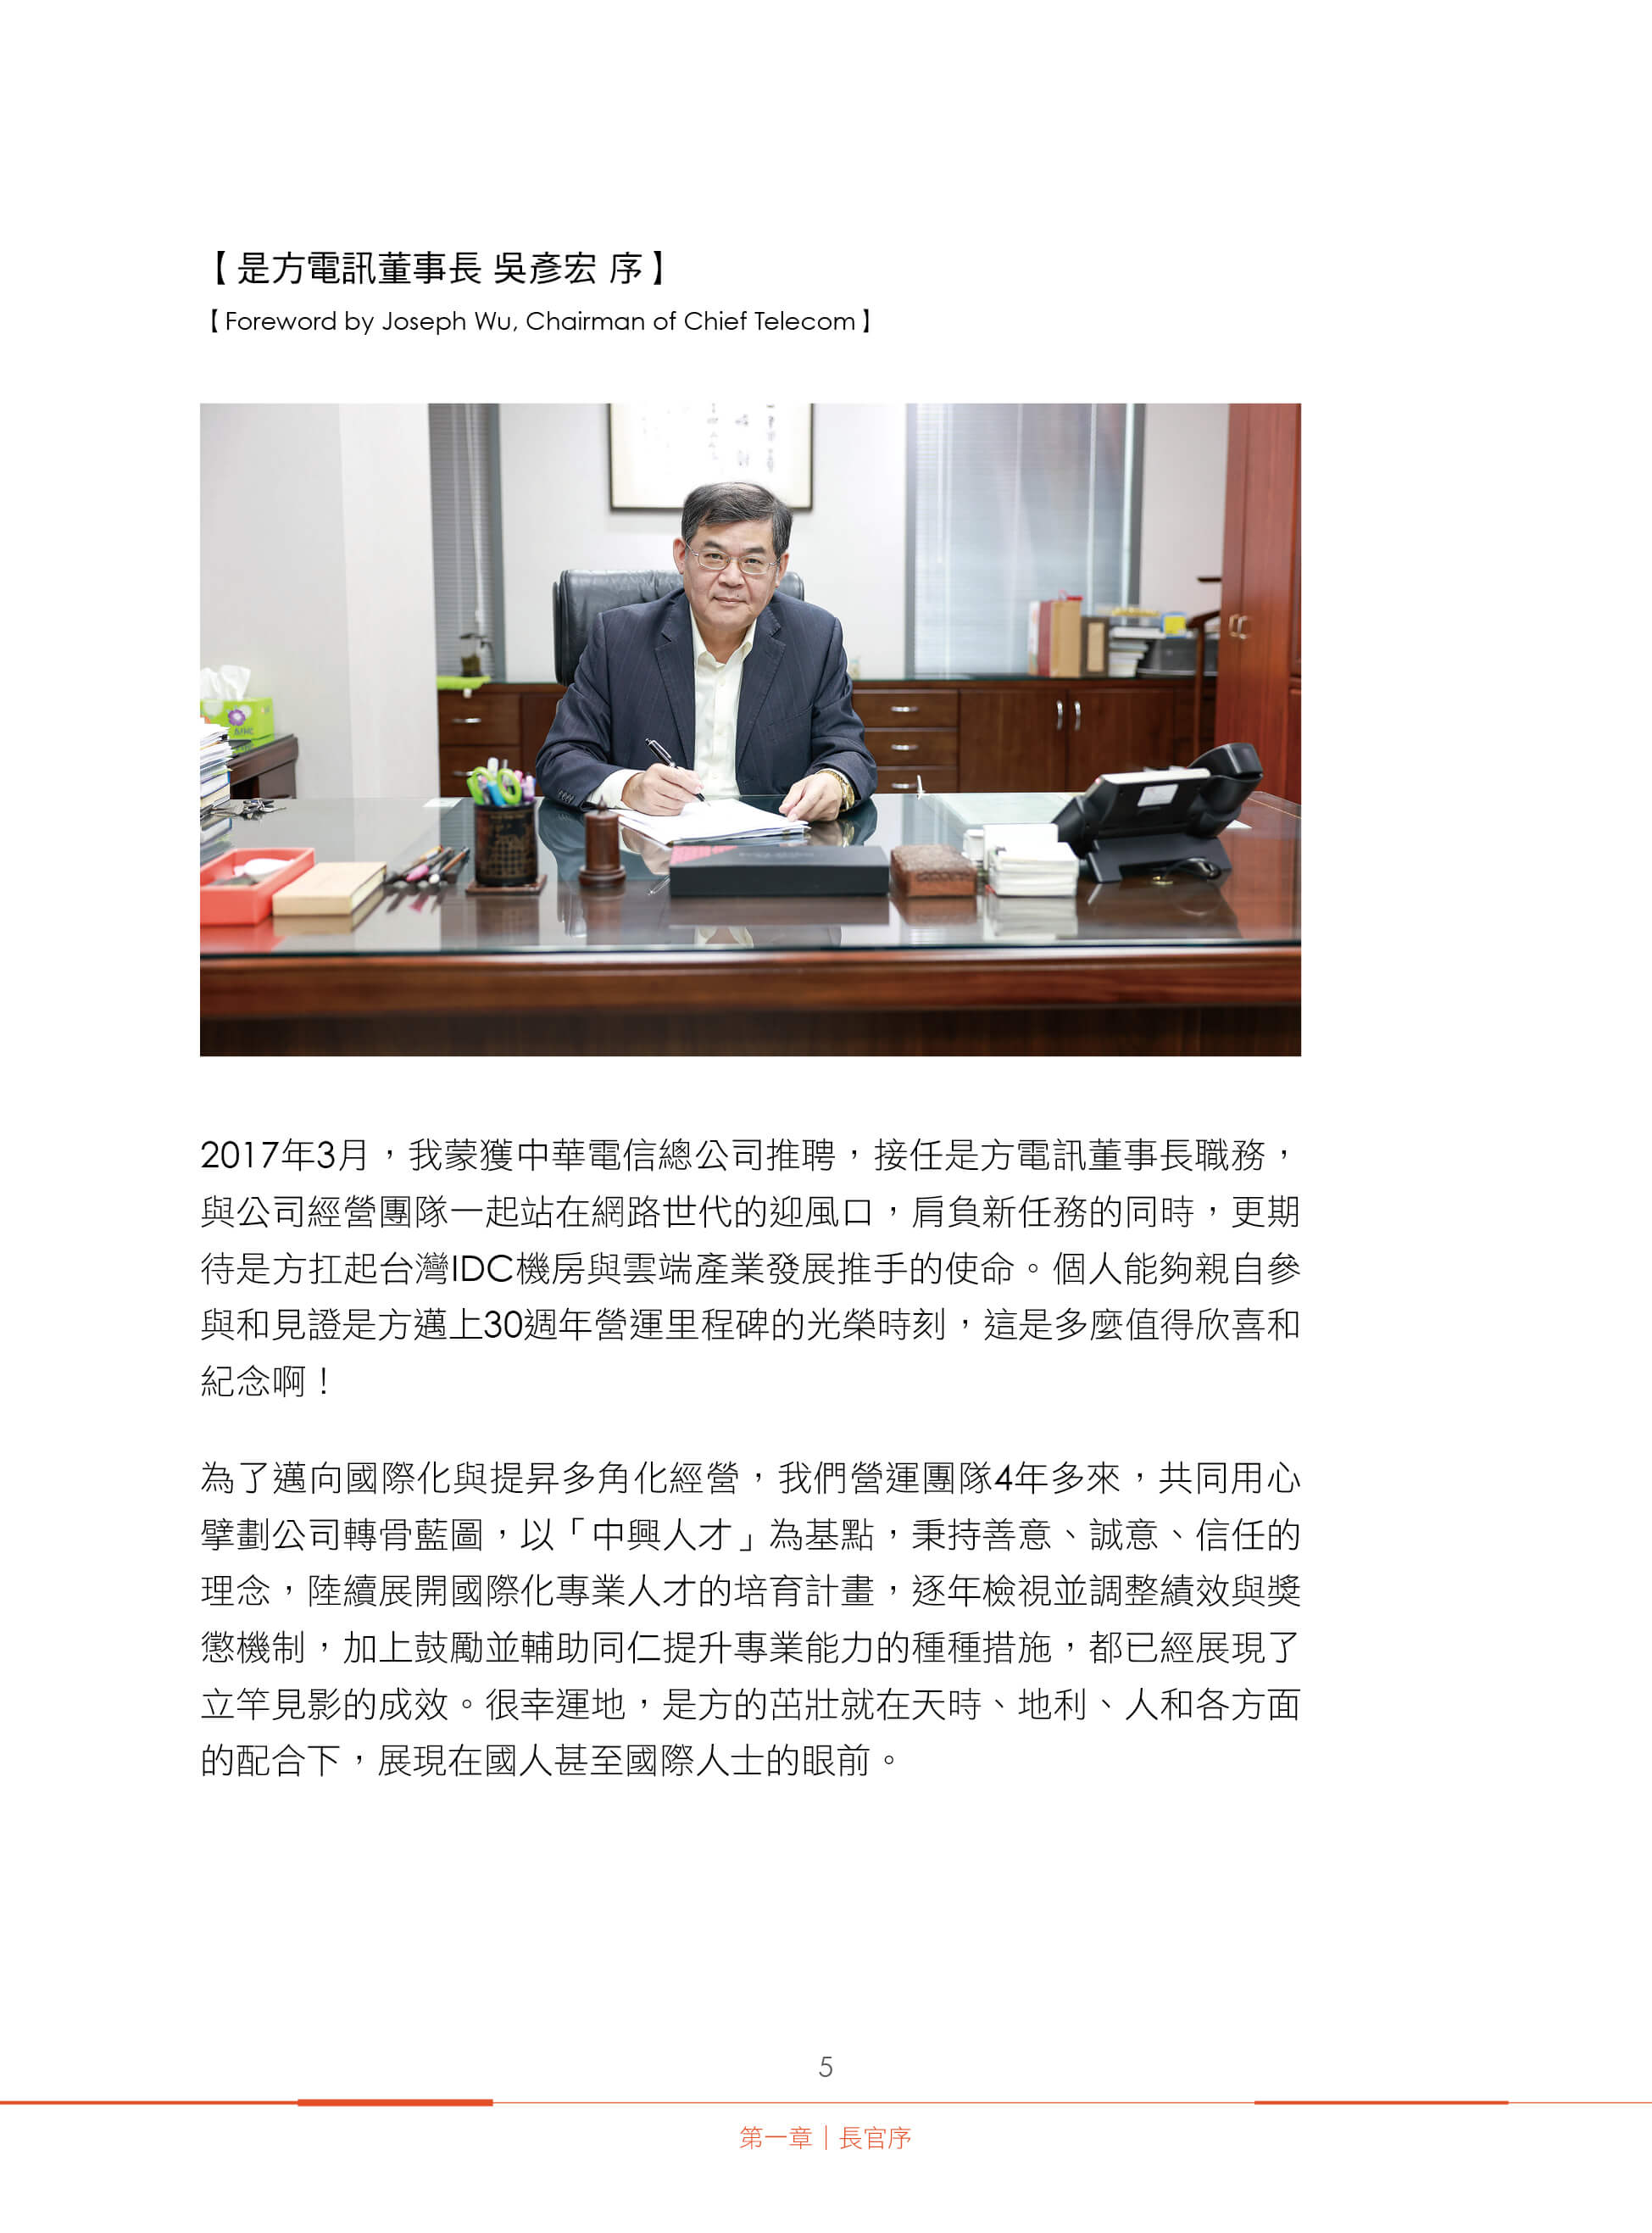 【是方電訊董事長 吳彥宏 序】
【Foreword by Joseph Wu, Chairman of Chief Telecom】
2017年3月，我蒙獲中華電信總公司推聘，接任是方電訊董事長職務，
與公司經營團隊一起站在網路世代的迎風口，肩負新任務的同時，更期
待是方扛起台灣IDC機房與雲端產業發展推手的使命。個人能夠親自參
與和見證是方邁上30週年營運里程碑的光榮時刻，這是多麼值得欣喜和
紀念啊！
為了邁向國際化與提昇多角化經營，我們營運團隊4年多來，共同用心
擘劃公司轉骨藍圖，以「中興人才」為基點，秉持善意、誠意、信任的
理念，陸續展開國際化專業人才的培育計畫，逐年檢視並調整績效與獎
懲機制，加上鼓勵並輔助同仁提升專業能力的種種措施，都已經展現了
立竿見影的成效。很幸運地，是方的茁壯就在天時、地利、人和各方面
的配合下，展現在國人甚至國際人士的眼前。
5
第一章｜長官序